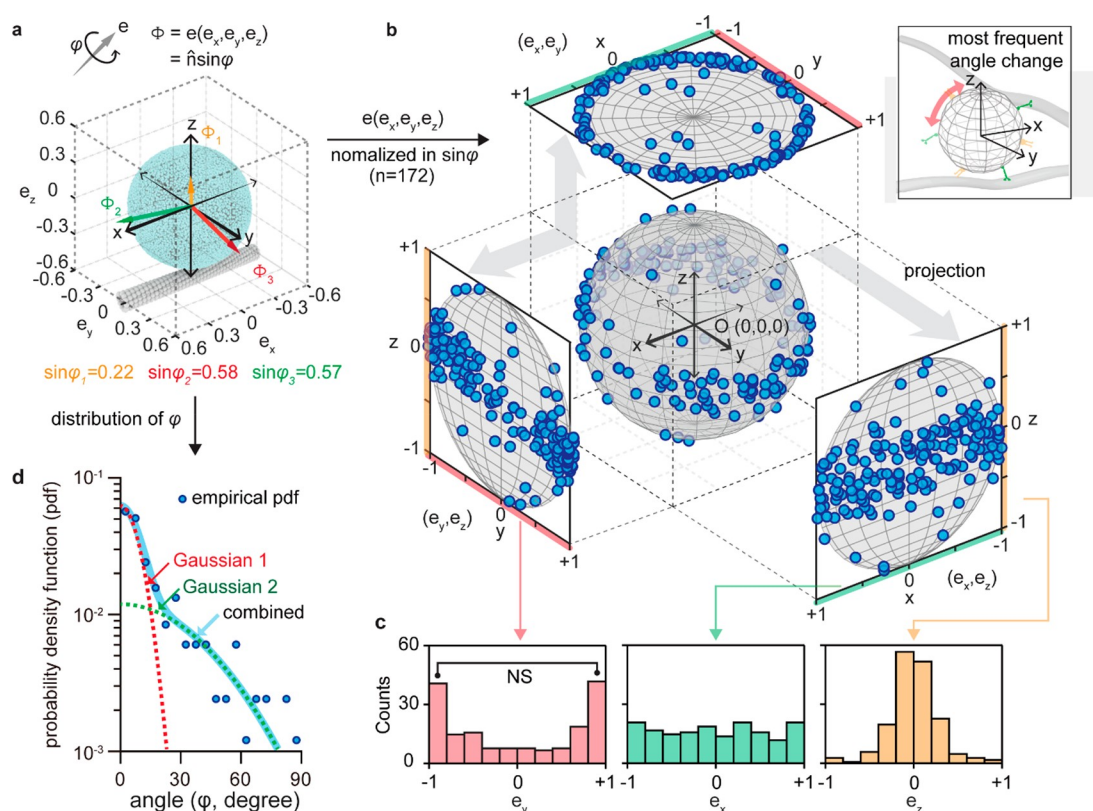 a
φ
e
Φ = e(ex,ey,ez)
= n̂sinφ
0.6
0.3
ez 0
-0.3
-0.6
z
Φ1
Φ2
x
y
Φ3
-0.6
-0.3
ey 0
0.3
0.6
0.6
0.3
0
ex
-0.3
-0.6
sinφ1=0.22 sinφ2=0.58 sinφ3=0.57
distribution of φ
e(ex,ey,ez)
nomalized in sinφ
(n=172)
b
(ex,ey)
x
-1
0
+1
-1
y
0
+1
most frequent
angle change
z
x
y
projection
z
O (0,0,0)
x
y
+1
z 0
-1
-1
0
y
+1
(ey,ez)
+1
0 z
-1
-1
0
x
+1
(ex,ez)
c
60
30
0
Counts
NS
-1 0 +1
ey
-1 0 +1
ex
-1 0 +1
ez
d
probability density function (pdf)
10-1
10-2
10-3
empirical pdf
Gaussian 1
Gaussian 2
combined
0 30 60 90
angle (φ, degree)